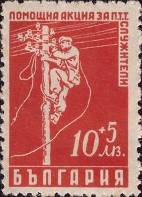 ПОМОЩНА АКЦИЯ ЗА П.Т.Т.
СЛУЖИТЕЛИ
10+5
ЛВ.
БЪЛГАРИЯ